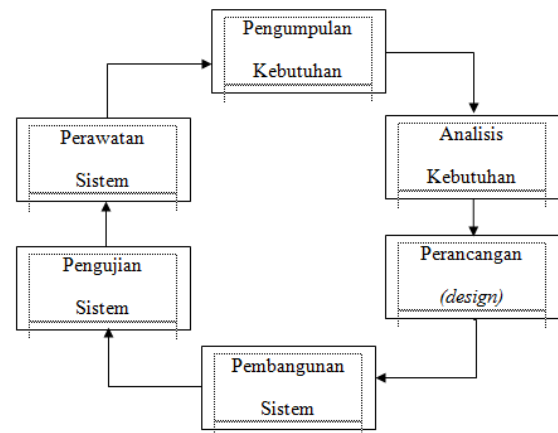 Pengumpulan
Kebutuhan
Analisis
Kebutuhan
Perancangan
(design)
Pembangunan
Sistem
Pengujian
Sistem
Perawatan
Sistem